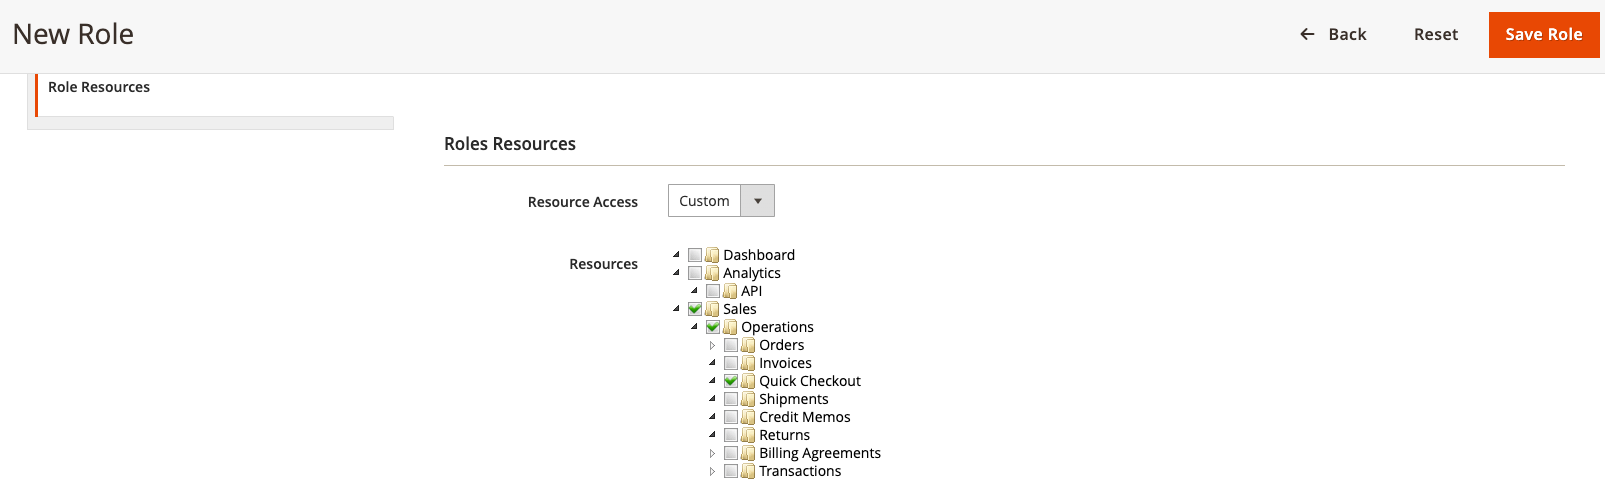 New Role
Back
Reset
Save Role
Role Resources
Roles Resources
Resource Access
Custom
Resources
Dashboard
Analytics
API
Sales
Operations
Orders
Invoices
Quick Checkout
Shipments
Credit Memos
Returns
Billing Agreements
Transactions